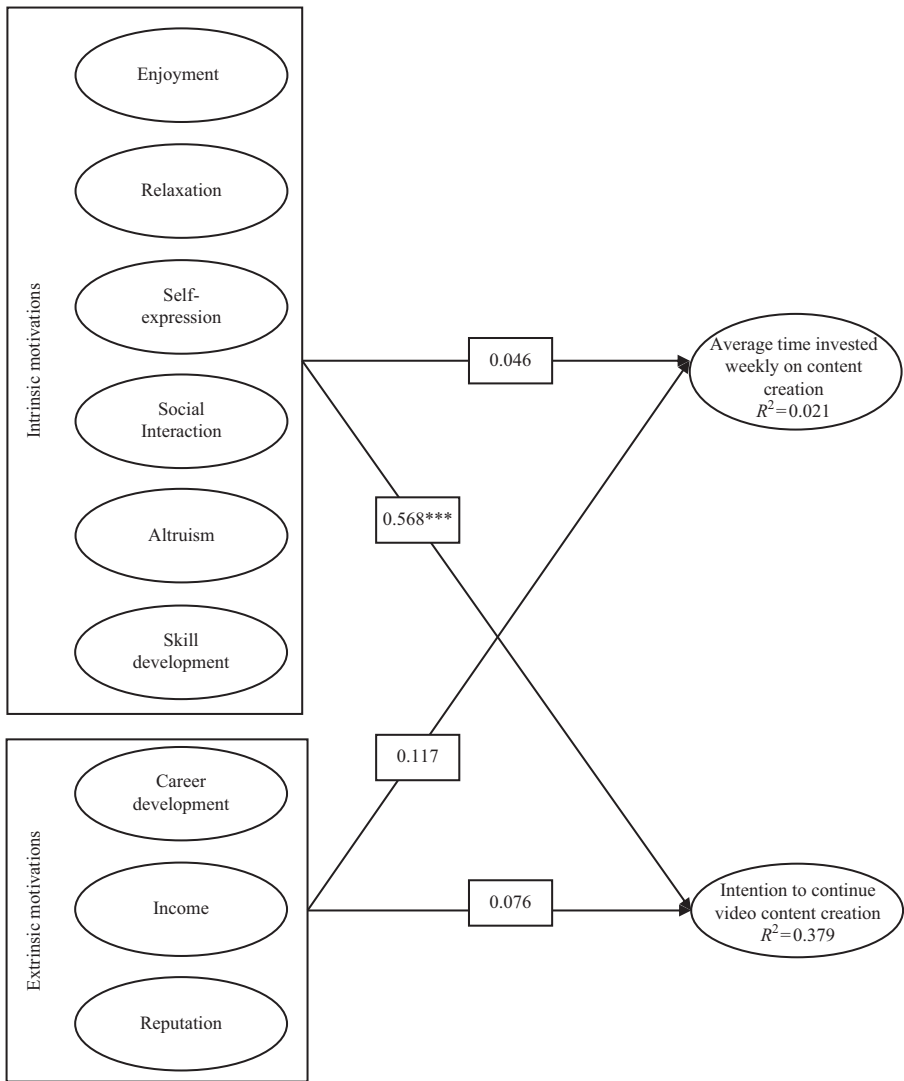 Intrinsic motivations
Enjoyment
Relaxation
Self-
expression
Social
Interaction
Altruism
Skill
development
Extrinsic motivations
Career
development
Income
Reputation
0.046
0.568***
0.117
0.076
Average time invested
weekly on content
creation
R²=0.021
Intention to continue
video content creation
R²=0.379